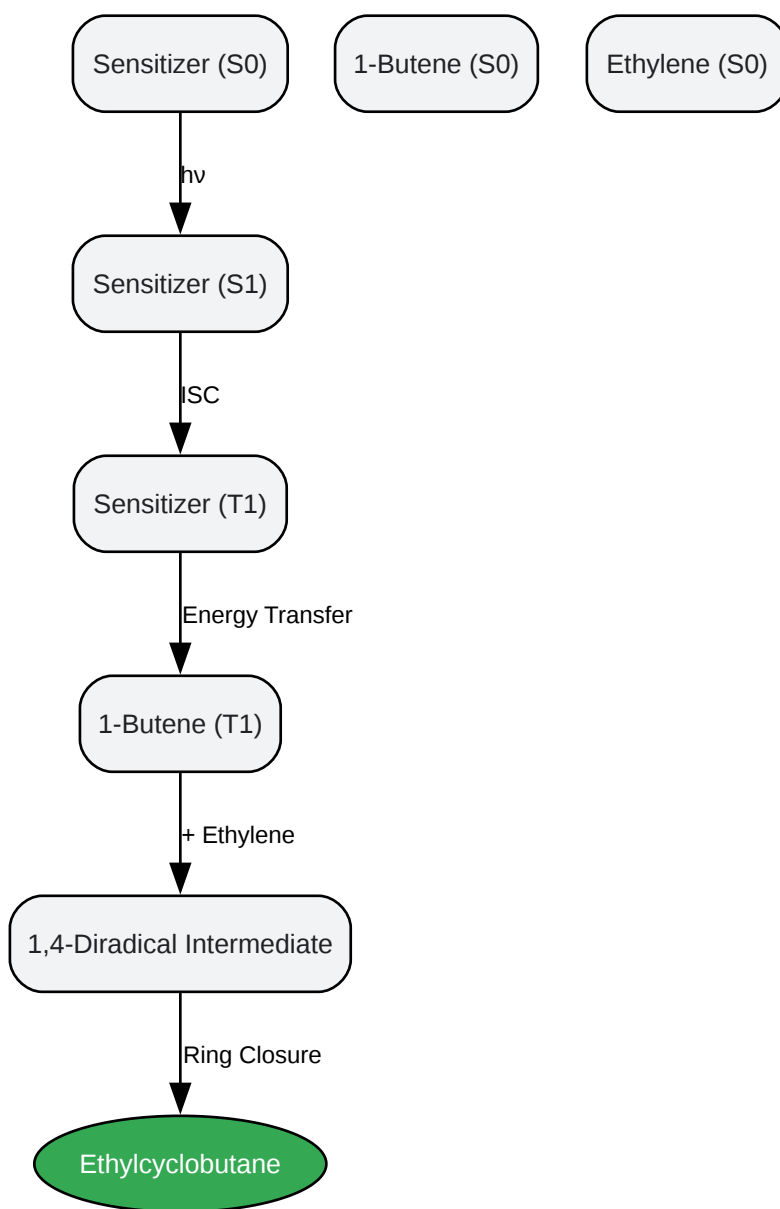 Sensitizer (S0)
1-Butene (S0)
Ethylene (S0)
hν
Sensitizer (S1)
ISC
Sensitizer (T1)
Energy Transfer
1-Butene (T1)
+ Ethylene
1,4-Diradical Intermediate
Ring Closure
Ethylcyclobutane